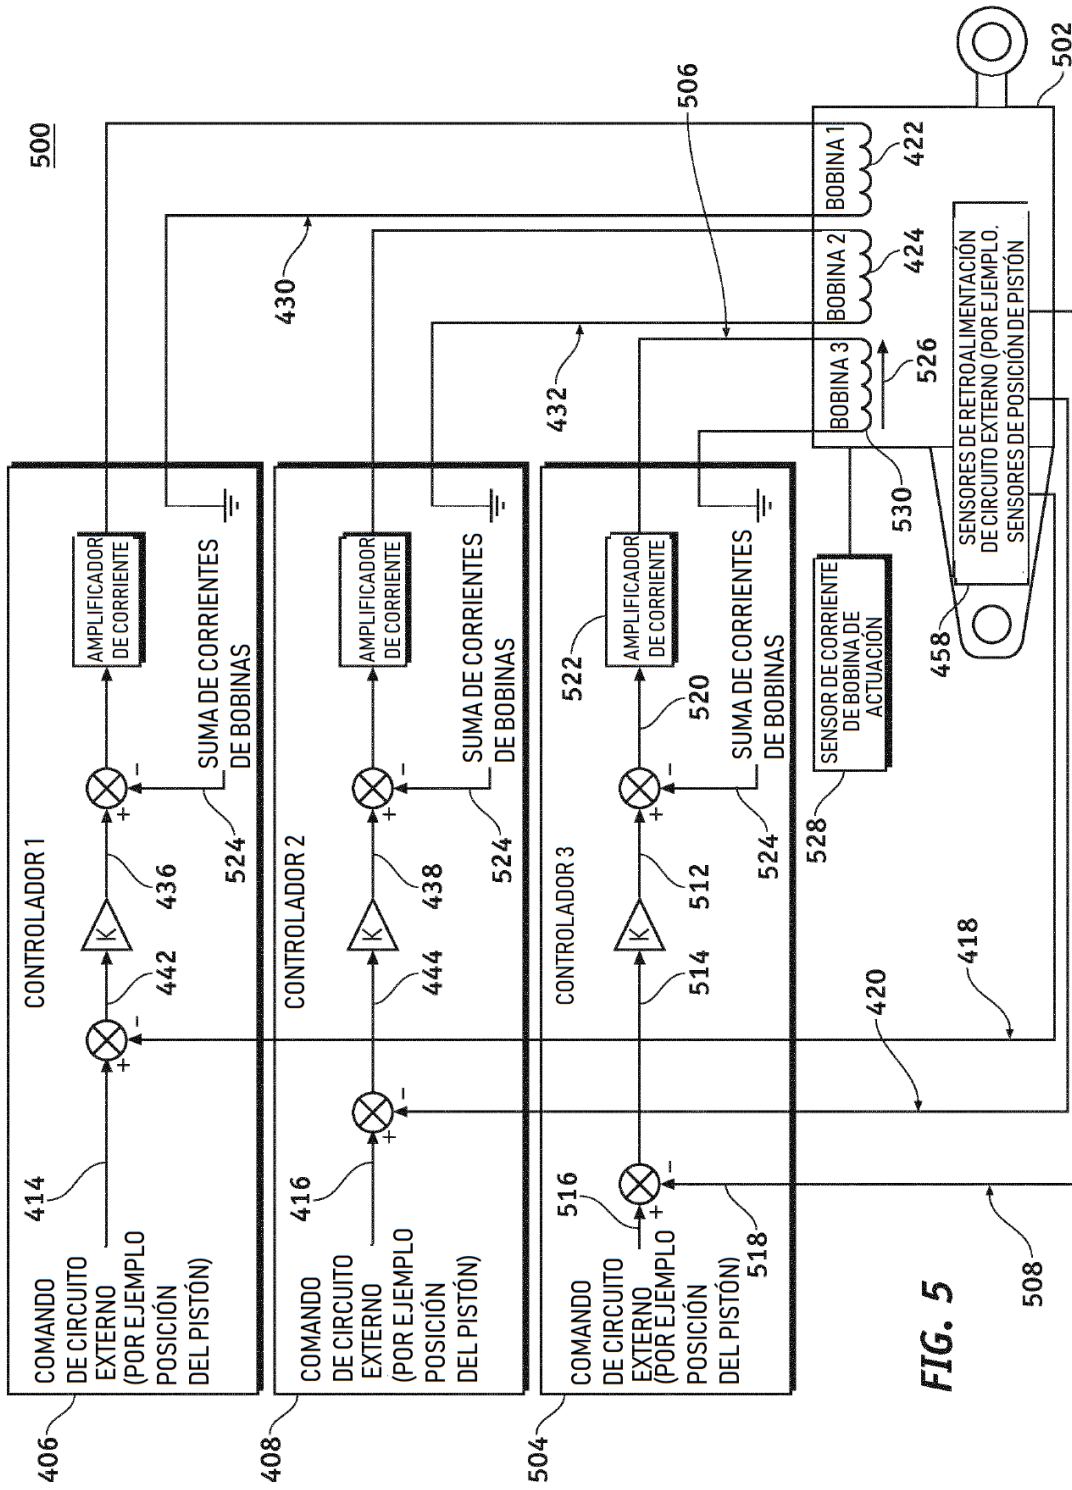 500
CONTROLADOR 1
COMANDO
DE CIRCUITO
EXTERNO
(POR EJEMPLO
POSICIÓN
DEL PISTÓN)
414
+
-
442
K
436
+
-
AMPLIFICADOR
DE CORRIENTE
SUMA DE CORRIENTES
DE BOBINAS
524
406
430
CONTROLADOR 2
COMANDO
DE CIRCUITO
EXTERNO
(POR EJEMPLO
POSICIÓN
DEL PISTÓN)
416
+
-
444
K
438
+
-
AMPLIFICADOR
DE CORRIENTE
SUMA DE CORRIENTES
DE BOBINAS
524
408
432
CONTROLADOR 3
COMANDO
DE CIRCUITO
EXTERNO
(POR EJEMPLO
POSICIÓN
DEL PISTÓN)
516
+
-
518
514
K
512
+
-
520
522
AMPLIFICADOR
DE CORRIENTE
SUMA DE CORRIENTES
DE BOBINAS
524
504
506
BOBINA 1
422
BOBINA 2
424
BOBINA 3
526
530
502
SENSOR DE CORRIENTE
DE BOBINA DE
ACTUACIÓN
528
SENSORES DE RETROALIMENTACIÓN
DE CIRCUITO EXTERNO (POR EJEMPLO,
SENSORES DE POSICIÓN DE PISTÓN
458
418
420
508
FIG. 5